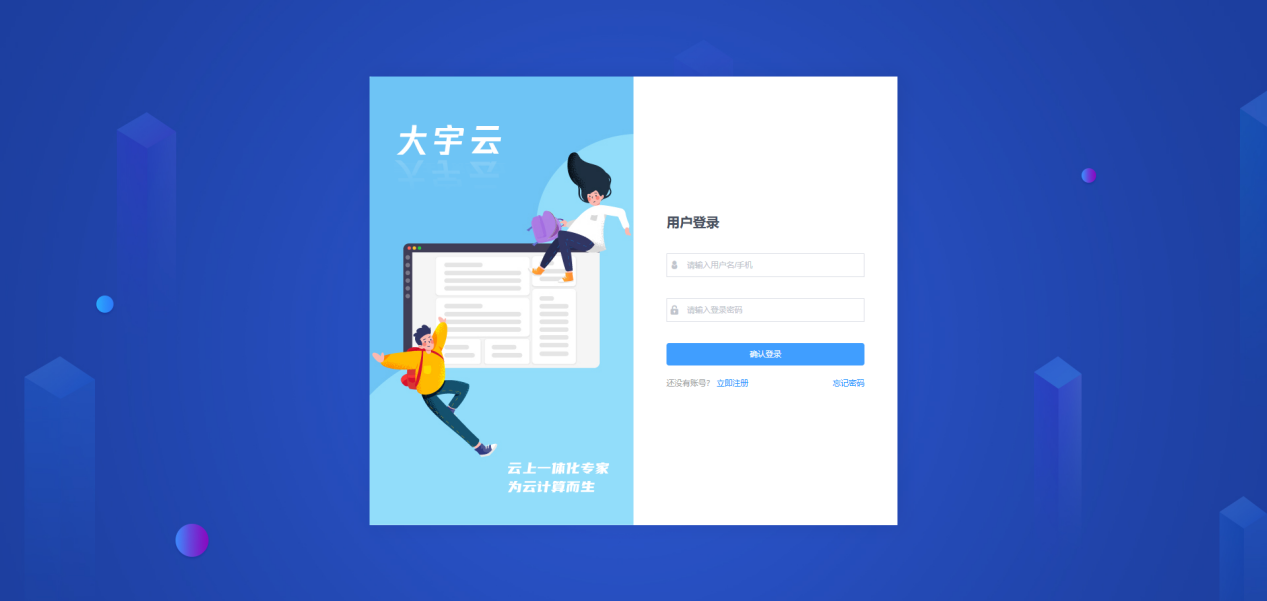 大宇云
云上一体化专家
为云计算而生
用户登录
请输入用户名/手机
请输入登录密码
确认登录
还没有账号? 立即注册 忘记密码